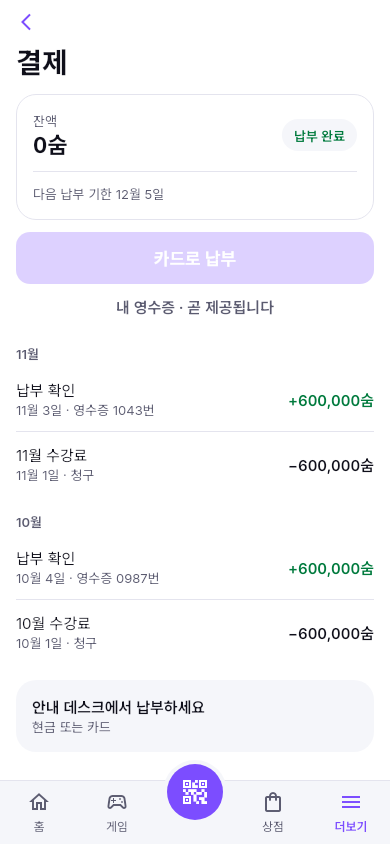 결제
잔액
0숨
납부 완료
다음 납부 기한 12월 5일
카드로 납부
내 영수증 · 곧 제공됩니다
11월
납부 확인
+600,000숨
11월 3일 · 영수증 1043번
11월 수강료
−600,000숨
11월 1일 · 청구
10월
납부 확인
+600,000숨
10월 4일 · 영수증 0987번
10월 수강료
−600,000숨
10월 1일 · 청구
안내 데스크에서 납부하세요
현금 또는 카드
홈
게임
상점
더보기